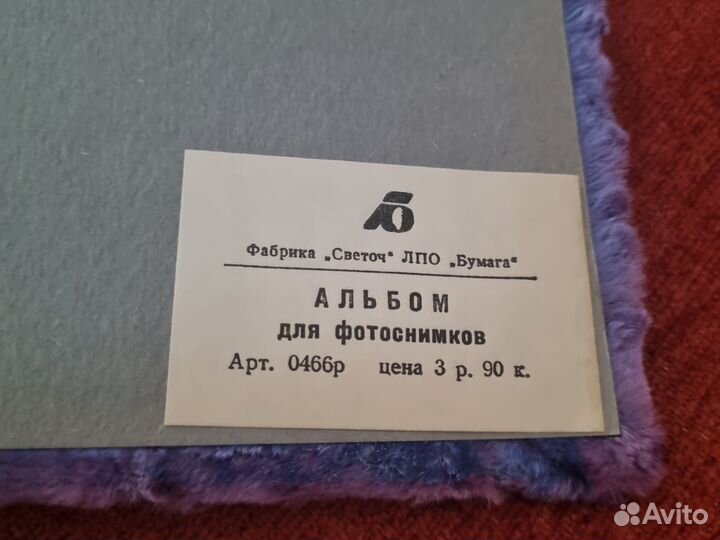 Фабрика „Светоч“ ЛПО „Бумага“
АЛЬБОМ
для фотоснимков
Арт. 0466р цена 3 р. 90 к.
Avito